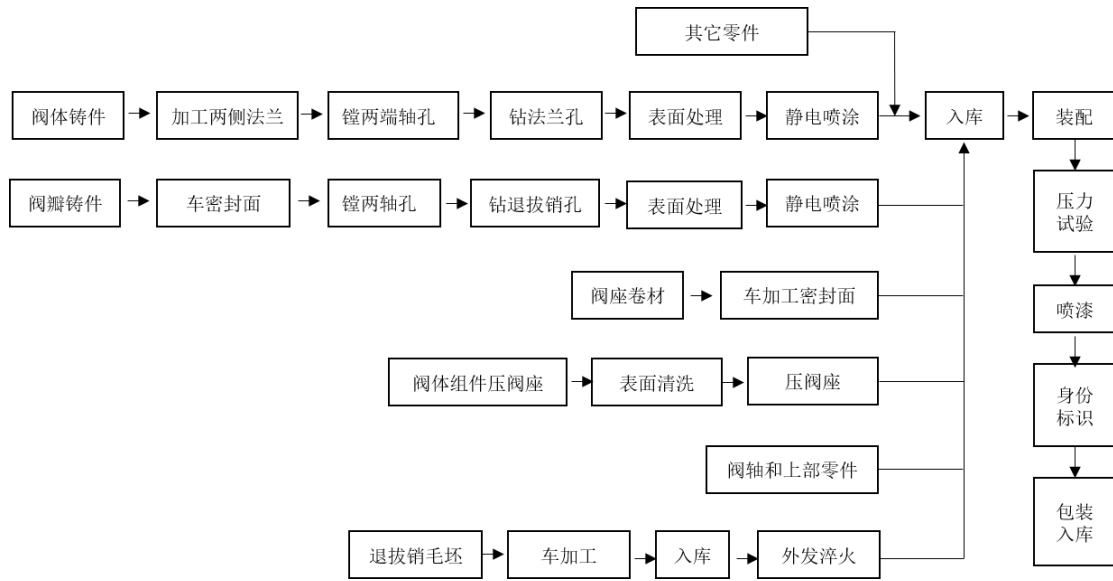 其它零件
阀体铸件
加工两侧法兰
镗两端轴孔
钻法兰孔
表面处理
静电喷涂
入库
装配
阀瓣铸件
车密封面
镗两轴孔
钻退拔销孔
表面处理
静电喷涂
压力
试验
阀座卷材
车加工密封面
喷漆
阀体组件压阀座
表面清洗
压阀座
身份
标识
阀轴和上部零件
包装
入库
退拔销毛坯
车加工
入库
外发淬火